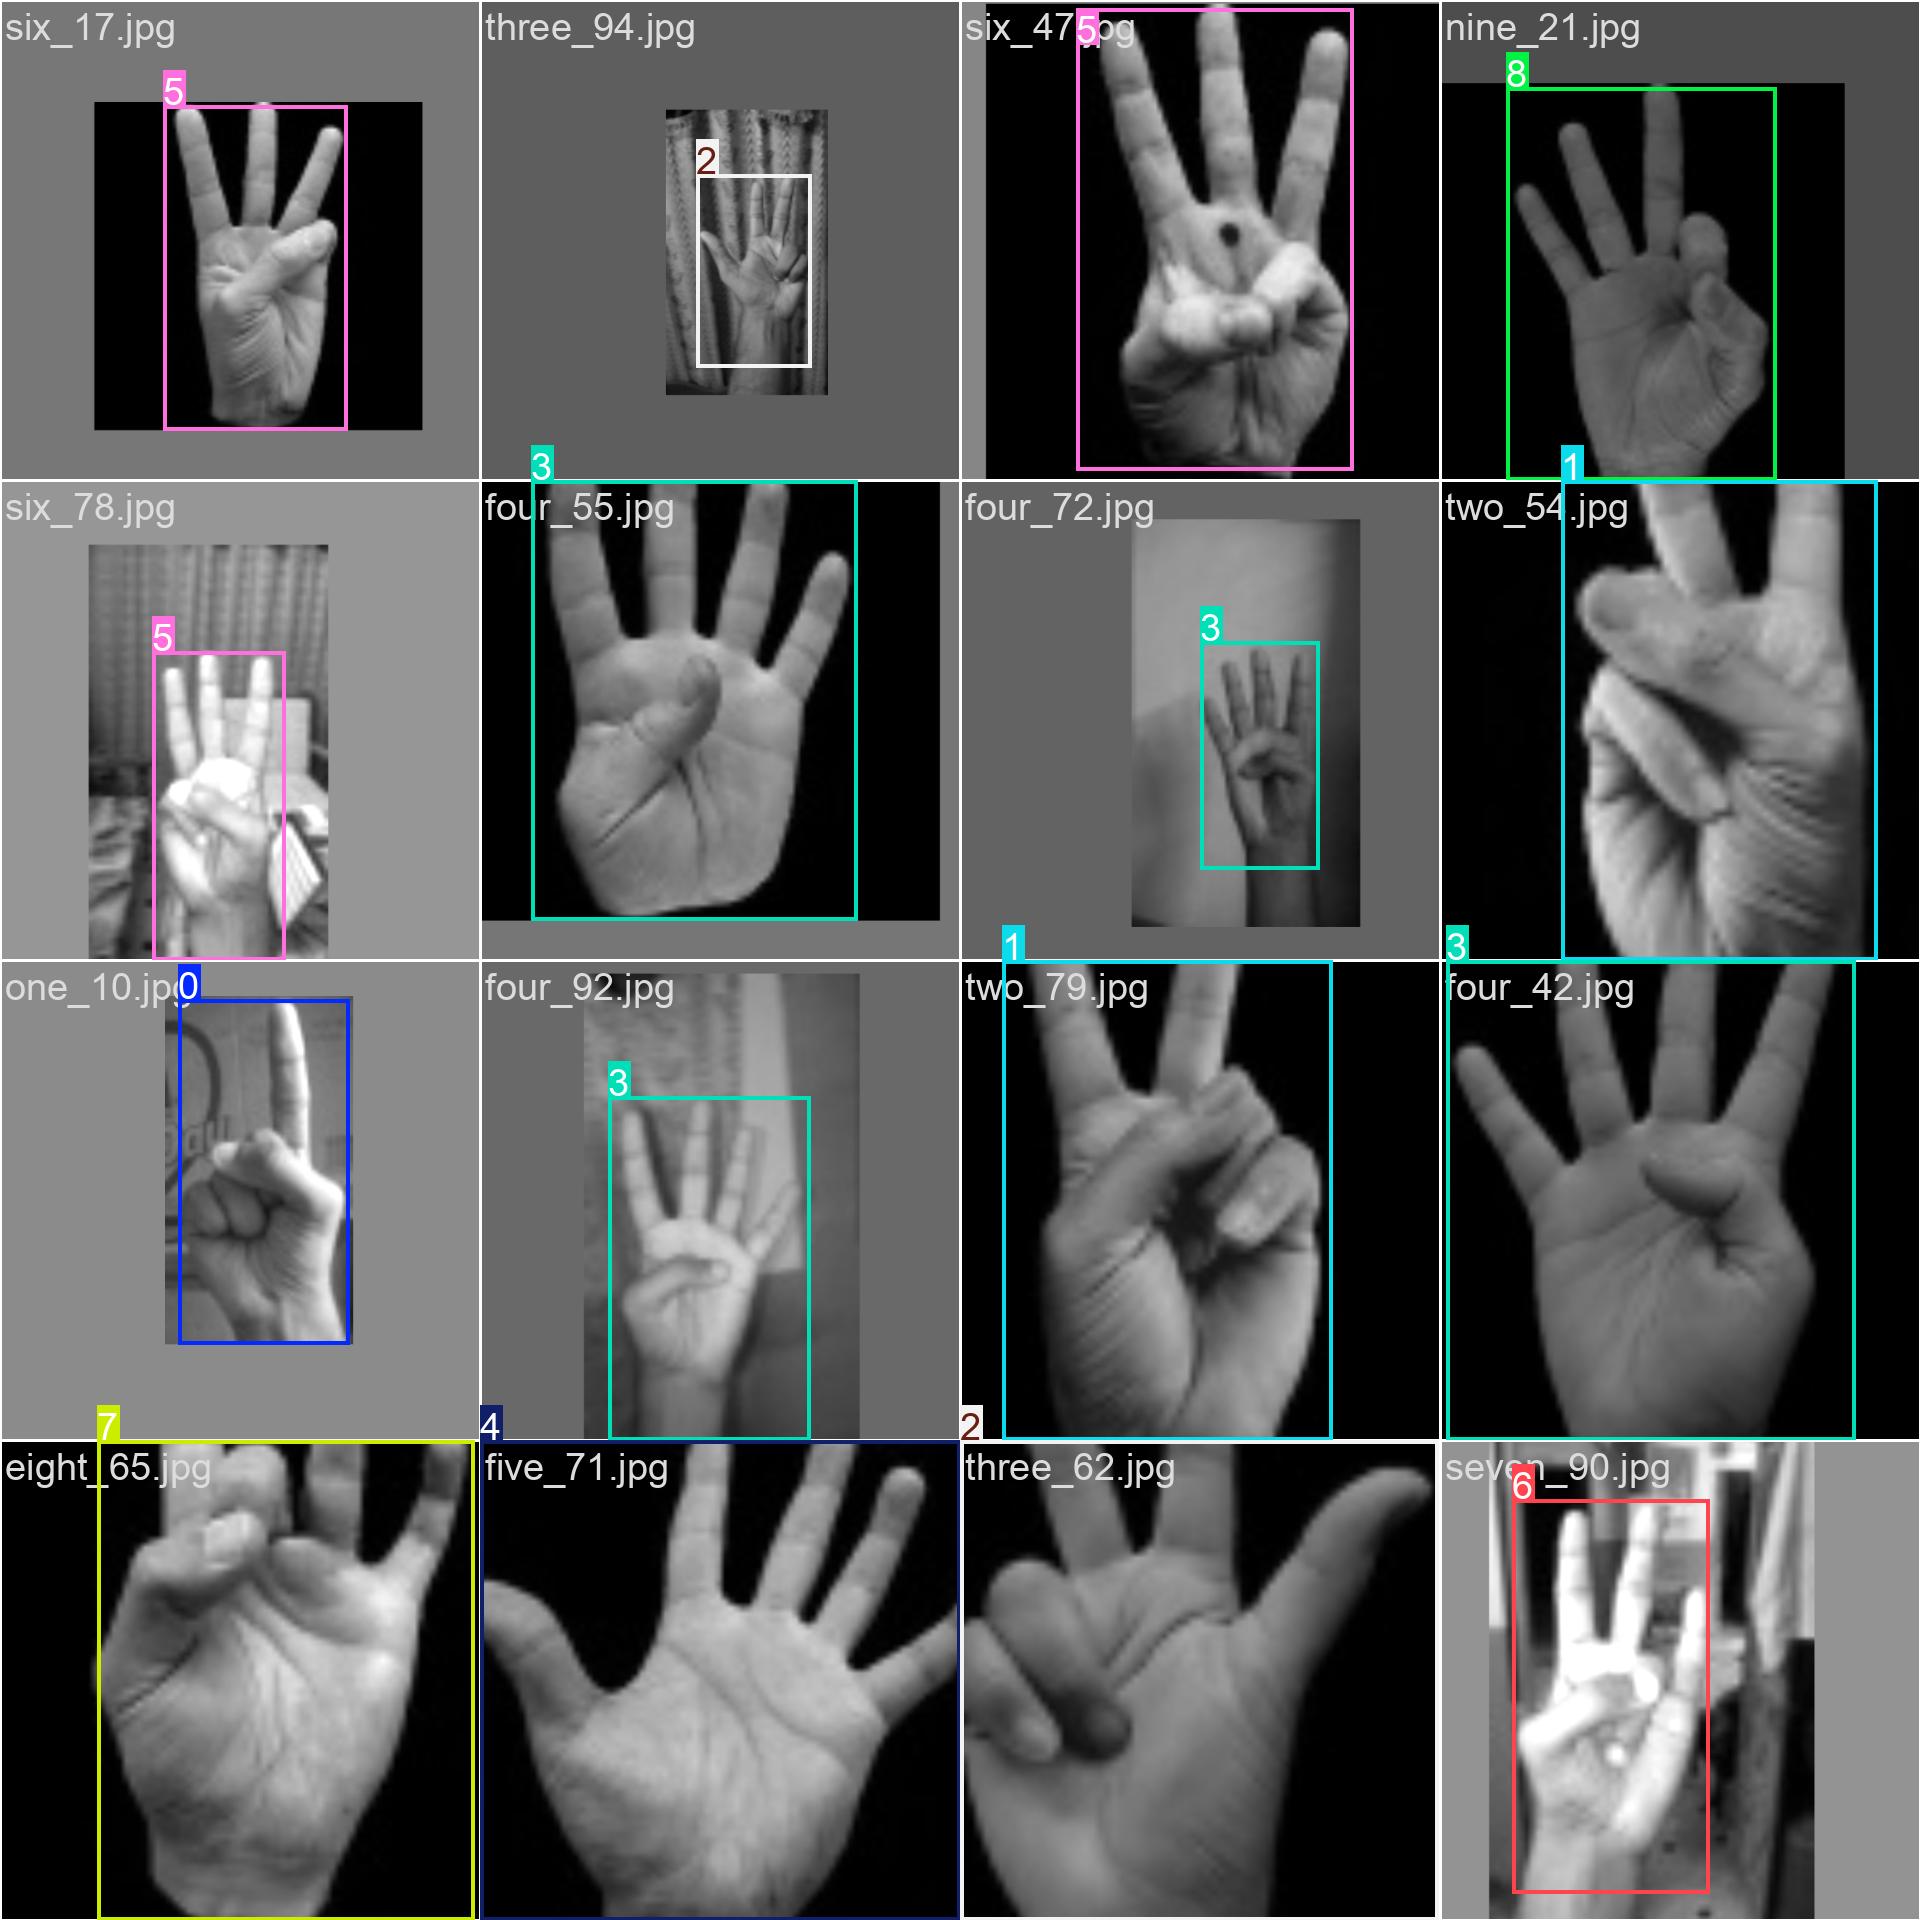 six_17.jpg
5
three_94.jpg
2
six_47.jpg
5
nine_21.jpg
8
six_78.jpg
5
four_55.jpg
3
four_72.jpg
3
two_54.jpg
1
one_10.jpg
0
four_92.jpg
3
two_79.jpg
1
four_42.jpg
3
eight_65.jpg
7
five_71.jpg
4
three_62.jpg
2
seven_90.jpg
6